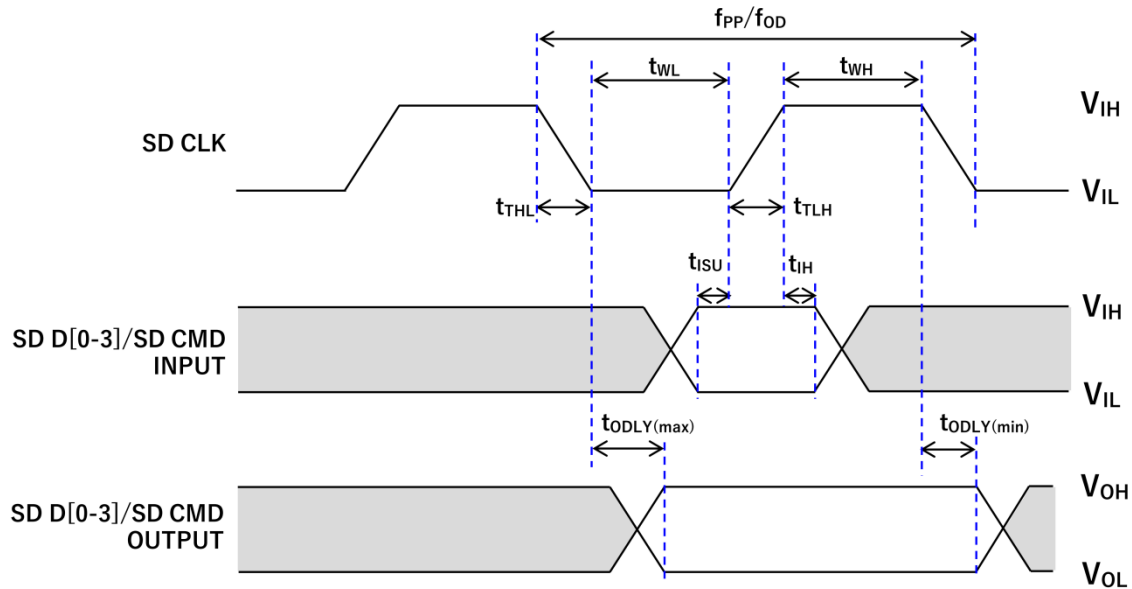 fPP/fOD
tWL
tWH
VIH
SD CLK
VIL
tTHL
tTLH
tISU
tIH
VIH
SD D[0-3]/SD CMD
INPUT
VIL
tODLY(max)
tODLY(min)
VOH
SD D[0-3]/SD CMD
OUTPUT
VOL